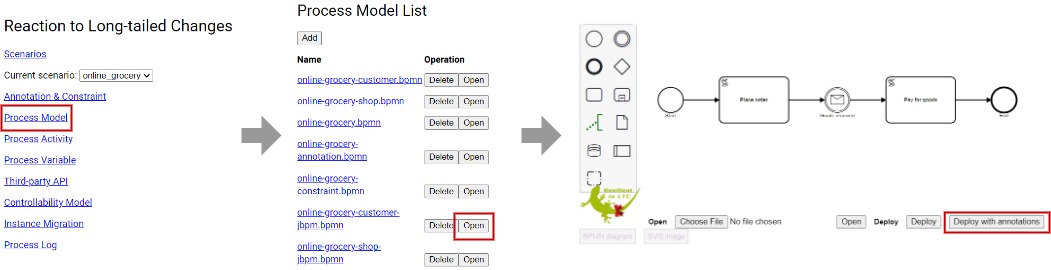 Reaction to Long-tailed Changes
Scenarios
Current scenario: online_grocery
Annotation & Constraint
Process Model
Process Activity
Process Variable
Third-party API
Controllability Model
Instance Migration
Process Log
Process Model List
Add
Name Operation
online-grocery-customer.bpmn Delete Open
online-grocery-shop.bpmn Delete Open
online-grocery.bpmn Delete Open
online-grocery-
annotation.bpmn Delete Open
online-grocery-
constraint.bpmn Delete Open
online-grocery-customer-
jbpm.bpmn Delete Open
online-grocery-shop-
jbpm.bpmn Delete Open
Start
Place order
Goods received
Pay for goods
End
Resilient
to LTC
Open Choose File No file chosen Open Deploy Deploy Deploy with annotations
BPMN diagram SVG image